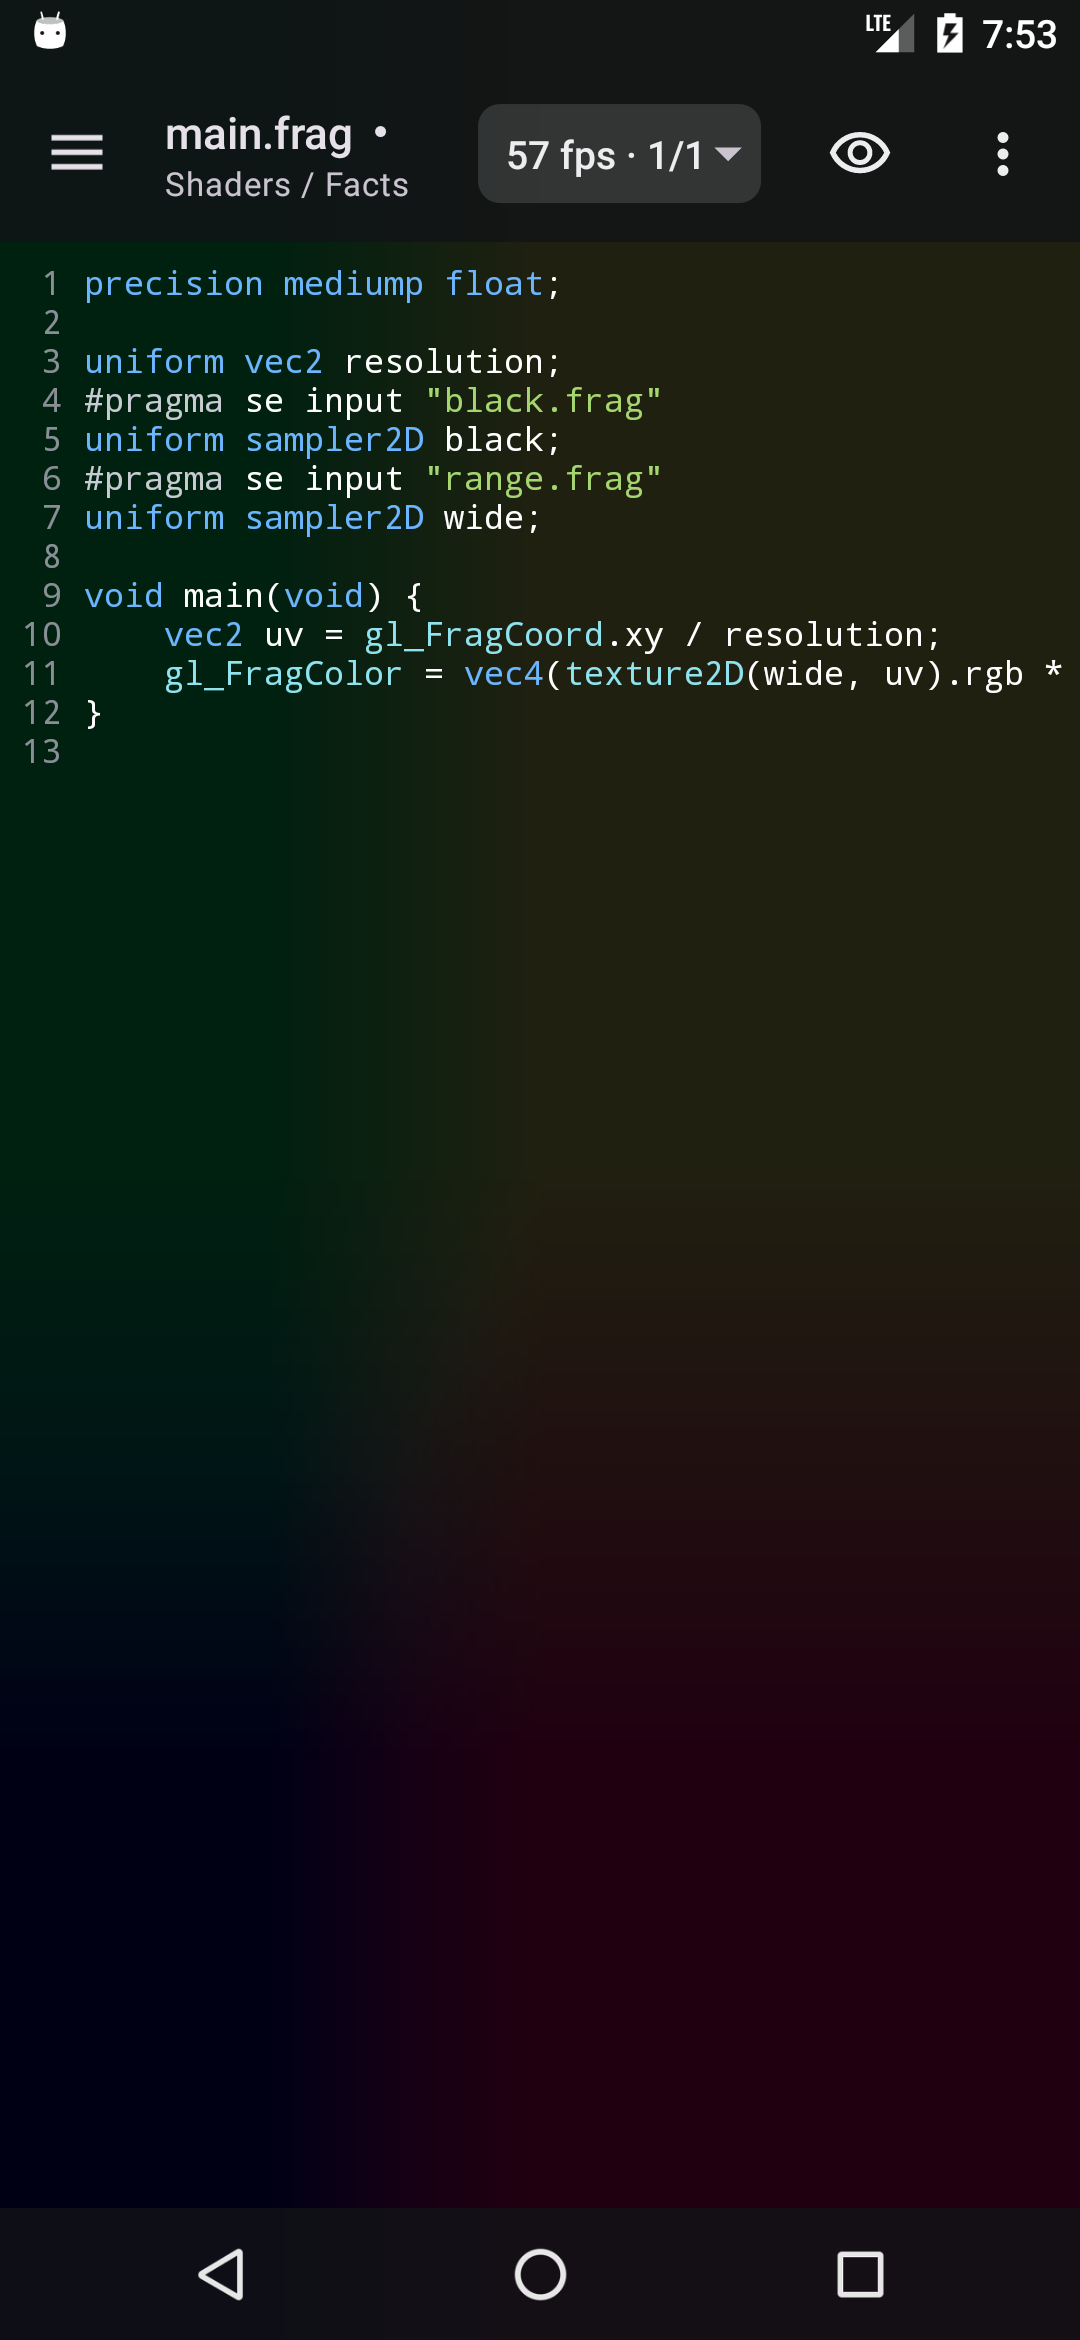 LTE 7:53
main.frag •
Shaders / Facts
57 fps · 1/1
1 precision mediump float;
2
3 uniform vec2 resolution;
4 #pragma se input "black.frag"
5 uniform sampler2D black;
6 #pragma se input "range.frag"
7 uniform sampler2D wide;
8
9 void main(void) {
10     vec2 uv = gl_FragCoord.xy / resolution;
11     gl_FragColor = vec4(texture2D(wide, uv).rgb *
12 }
13